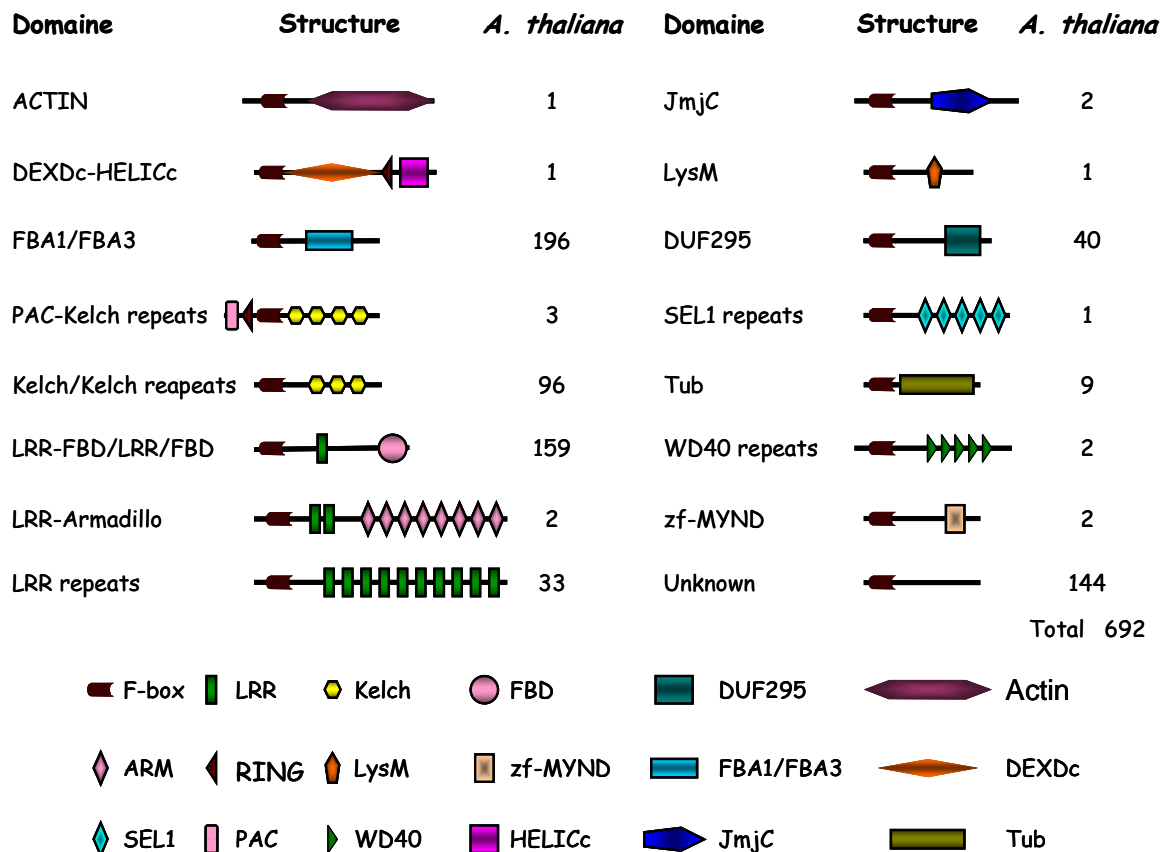 Domaine Structure A. thaliana Domaine Structure A. thaliana
ACTIN 1 JmjC 2
DEXDc-HELICc 1 LysM 1
FBA1/FBA3 196 DUF295 40
PAC-Kelch repeats 3 SEL1 repeats 1
Kelch/Kelch reapeats 96 Tub 9
LRR-FBD/LRR/FBD 159 WD40 repeats 2
LRR-Armadillo 2 zf-MYND 2
LRR repeats 33 Unknown 144
Total 692
F-box LRR Kelch FBD DUF295 Actin
ARM RING LysM zf-MYND FBA1/FBA3 DEXDc
SEL1 PAC WD40 HELICc JmjC Tub